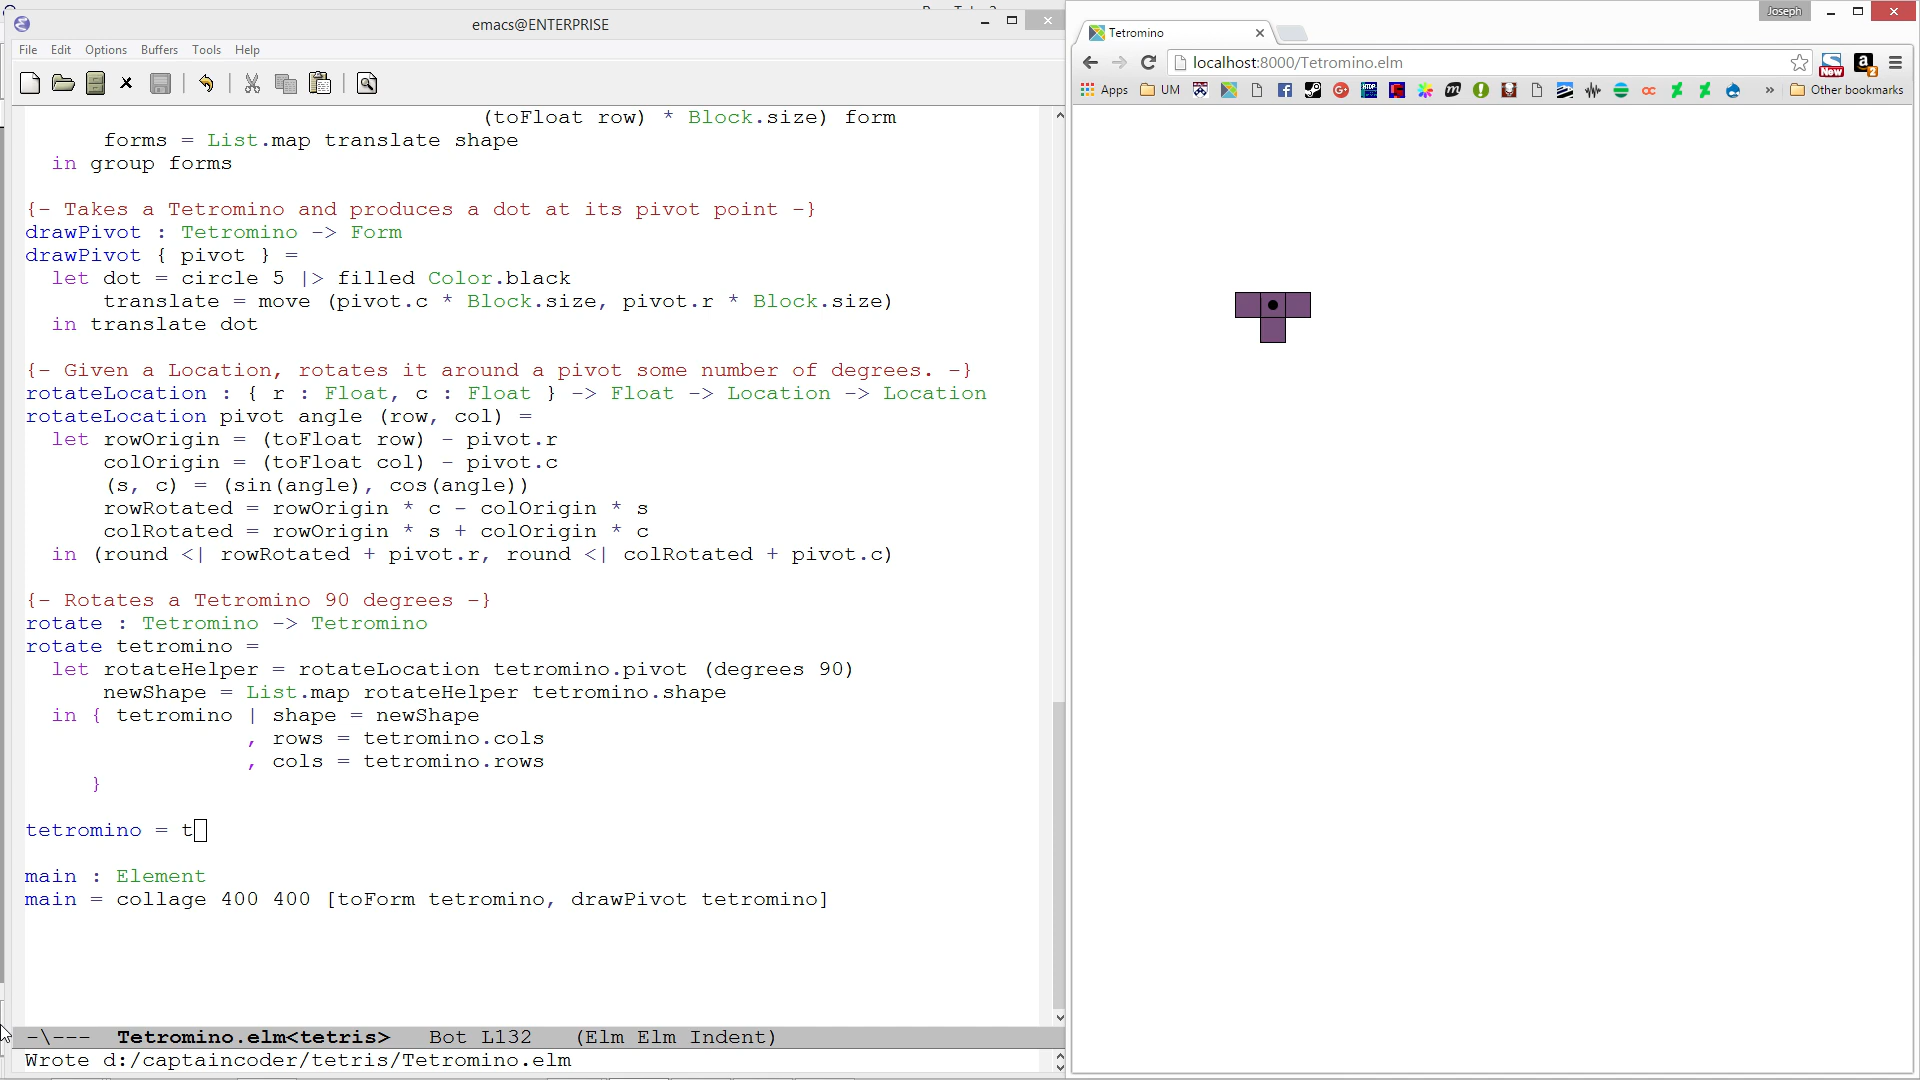 emacs@ENTERPRISE
File Edit Options Buffers Tools Help
(toFloat row) * Block.size) form
forms = List.map translate shape
in group forms
{- Takes a Tetromino and produces a dot at its pivot point -}
drawPivot : Tetromino -> Form
drawPivot { pivot } =
let dot = circle 5 |> filled Color.black
translate = move (pivot.c * Block.size, pivot.r * Block.size)
in translate dot
{- Given a Location, rotates it around a pivot some number of degrees. -}
rotateLocation : { r : Float, c : Float } -> Float -> Location -> Location
rotateLocation pivot angle (row, col) =
let rowOrigin = (toFloat row) - pivot.r
colOrigin = (toFloat col) - pivot.c
(s, c) = (sin(angle), cos(angle))
rowRotated = rowOrigin * c - colOrigin * s
colRotated = rowOrigin * s + colOrigin * c
in (round <| rowRotated + pivot.r, round <| colRotated + pivot.c)
{- Rotates a Tetromino 90 degrees -}
rotate : Tetromino -> Tetromino
rotate tetromino =
let rotateHelper = rotateLocation tetromino.pivot (degrees 90)
newShape = List.map rotateHelper tetromino.shape
in { tetromino | shape = newShape
, rows = tetromino.cols
, cols = tetromino.rows
}
tetromino = t
main : Element
main = collage 400 400 [toForm tetromino, drawPivot tetromino]
-\--- Tetromino.elm<tetris> Bot L132 (Elm Elm Indent)
Wrote d:/captaincoder/tetris/Tetromino.elm
Joseph
Tetromino
localhost:8000/Tetromino.elm
New
a 2
Apps UM » Other bookmarks